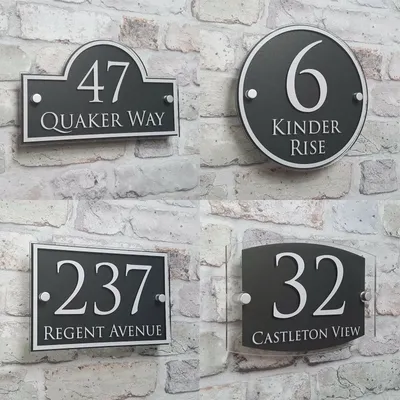 47
QUAKER WAY
6
KINDER
RISE
237
REGENT AVENUE
32
CASTLETON VIEW